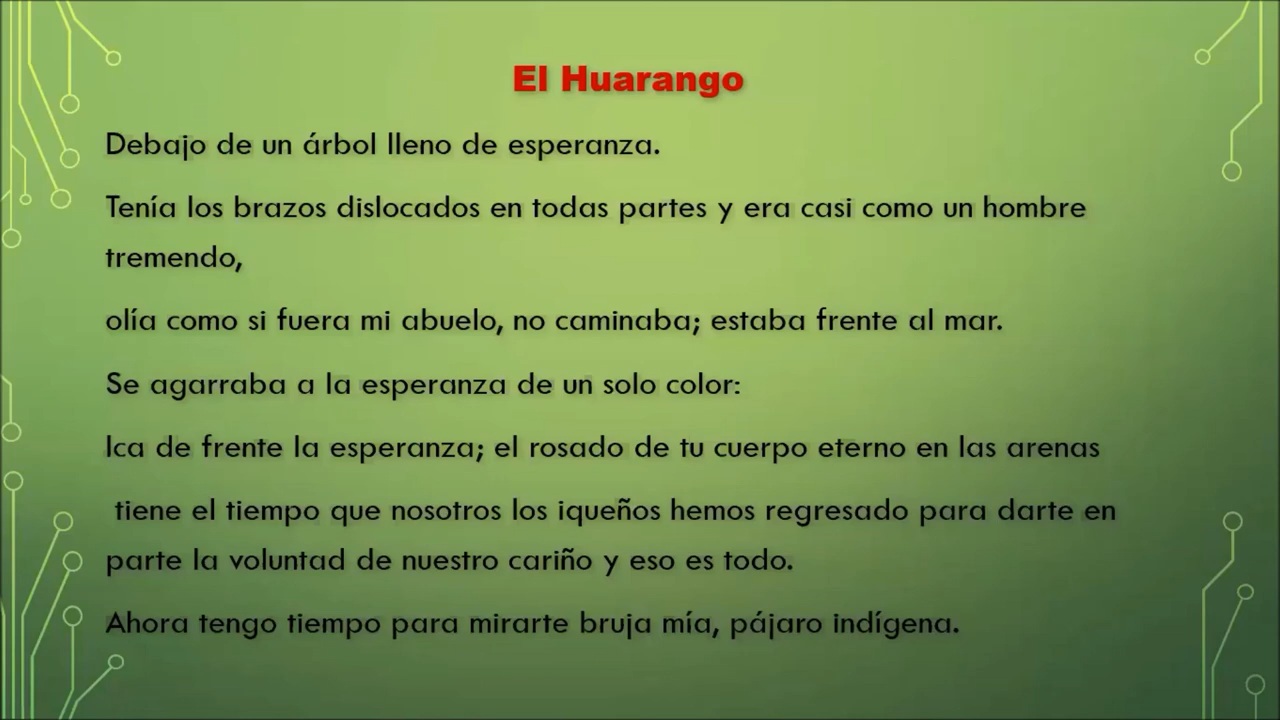 El Huarango
Debajo de un árbol lleno de esperanza.
Tenía los brazos dislocados en todas partes y era casi como un hombre
tremendo,
olía como si fuera mi abuelo, no caminaba; estaba frente al mar.
Se agarraba a la esperanza de un solo color:
Ica de frente la esperanza; el rosado de tu cuerpo eterno en las arenas
tiene el tiempo que nosotros los iqueños hemos regresado para darte en
parte la voluntad de nuestro cariño y eso es todo.
Ahora tengo tiempo para mirarte bruja mía, pájaro indígena.